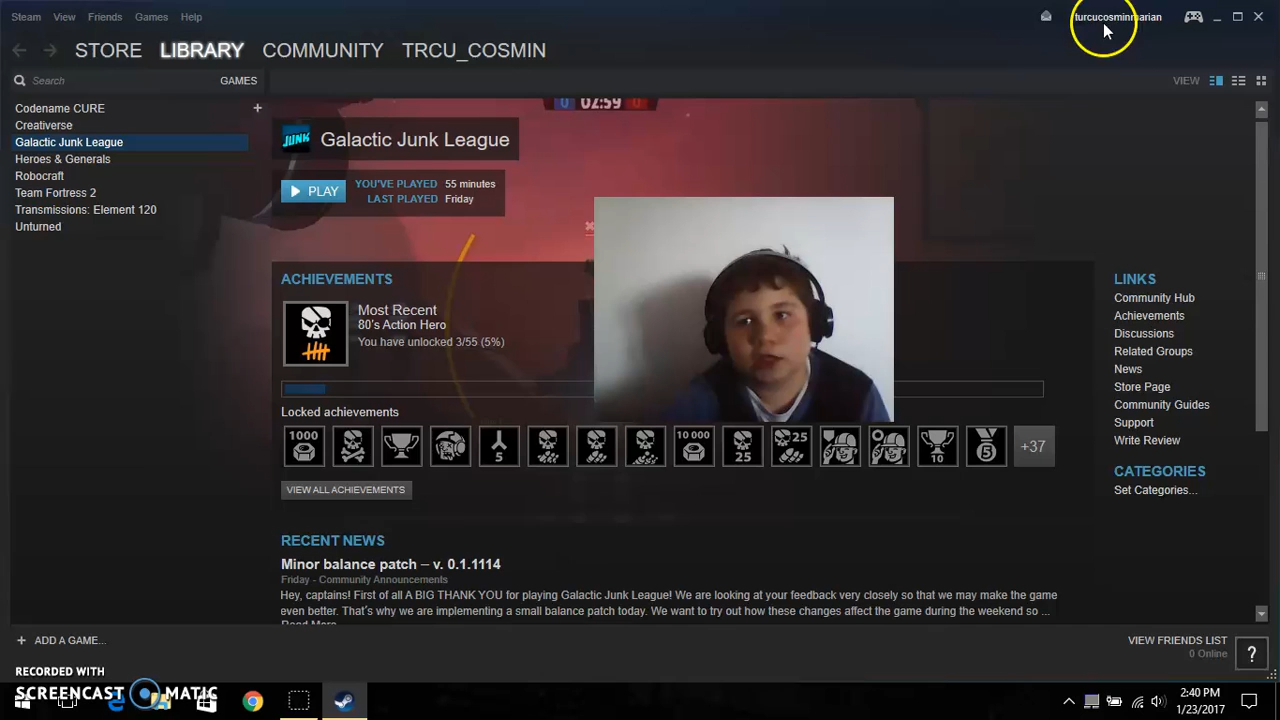 Steam View Friends Games Help
turcucosminmarian
STORE LIBRARY COMMUNITY TRCU_COSMIN
Search GAMES
VIEW
Codename CURE
Creativerse
Galactic Junk League
Heroes & Generals
Robocraft
Team Fortress 2
Transmissions: Element 120
Unturned
0 02:59 0
JUNK
Galactic Junk League
PLAY
YOU'VE PLAYED 55 minutes
LAST PLAYED Friday
ACHIEVEMENTS
Most Recent
80's Action Hero
You have unlocked 3/55 (5%)
Locked achievements
1000
5
10 000
25
25
10
5
+37
VIEW ALL ACHIEVEMENTS
RECENT NEWS
Minor balance patch – v. 0.1.1114
Friday - Community Announcements
Hey, captains! First of all A BIG THANK YOU for playing Galactic Junk League! We are looking at your feedback very closely so that we may make the game
even better. That's why we are implementing a small balance patch today. We want to try out how these changes affect the game during the weekend so ...
Read More
LINKS
Community Hub
Achievements
Discussions
Related Groups
News
Store Page
Community Guides
Support
Write Review
CATEGORIES
Set Categories...
+ ADD A GAME...
VIEW FRIENDS LIST
0 Online
?
RECORDED WITH
SCREENCAST MATIC
2:40 PM
1/23/2017